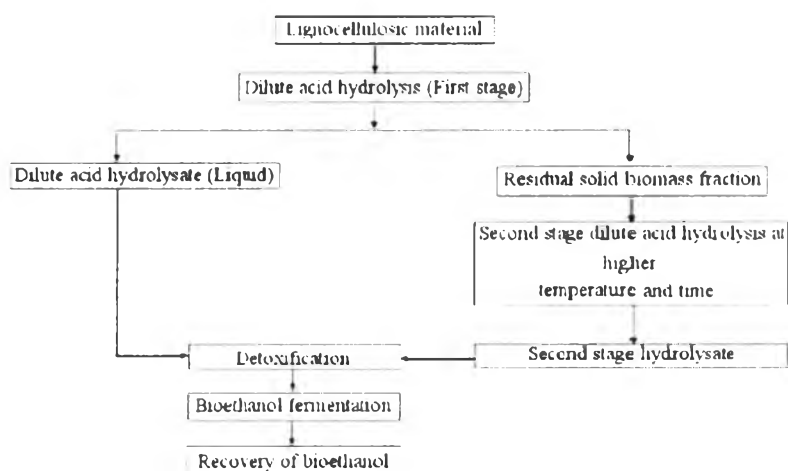 Lignocellulosic material
Dilute acid hydrolysis (First stage)
Dilute acid hydrolysate (Liquid)
Residual solid biomass fraction
Second stage dilute acid hydrolysis at
higher
temperature and time
Detoxification
Second stage hydrolysate
Bioethanol fermentation
Recovery of bioethanol